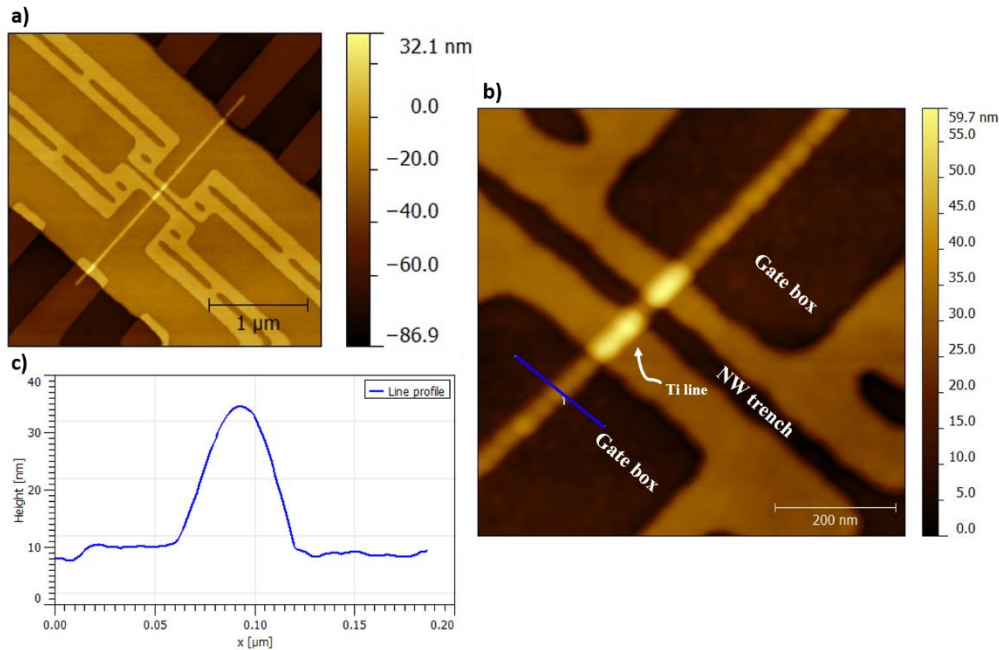 a)
32.1 nm
0.0
−20.0
−40.0
−60.0
−86.9
1 µm
b)
59.7 nm
55.0
50.0
45.0
40.0
35.0
30.0
25.0
20.0
15.0
10.0
5.0
0.0
Gate box
Ti line
NW trench
Gate box
200 nm
1
c)
Line profile
40
30
20
10
0
Height [nm]
0.00
0.05
0.10
0.15
0.20
x [µm]